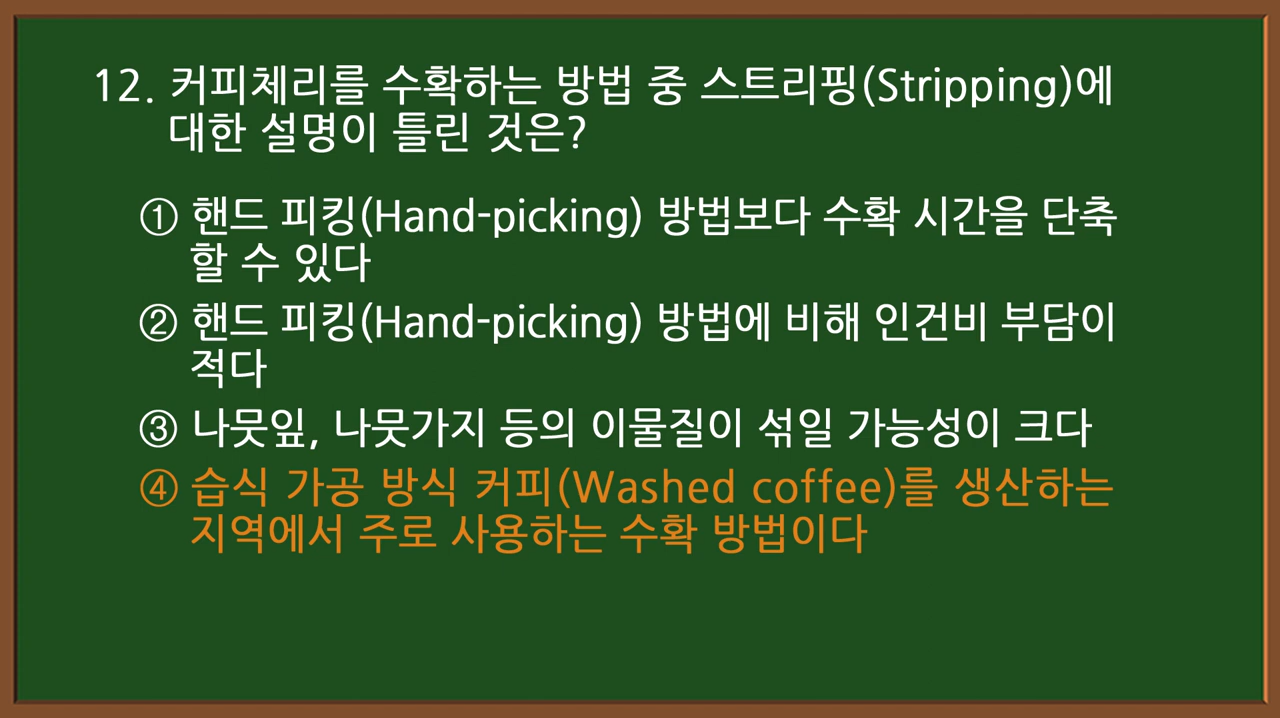 12. 커피체리를 수확하는 방법 중 스트리핑(Stripping)에
대한 설명이 틀린 것은?
① 핸드 피킹(Hand-picking) 방법보다 수확 시간을 단축
할 수 있다
② 핸드 피킹(Hand-picking) 방법에 비해 인건비 부담이
적다
③ 나뭇잎, 나뭇가지 등의 이물질이 섞일 가능성이 크다
④ 습식 가공 방식 커피(Washed coffee)를 생산하는
지역에서 주로 사용하는 수확 방법이다